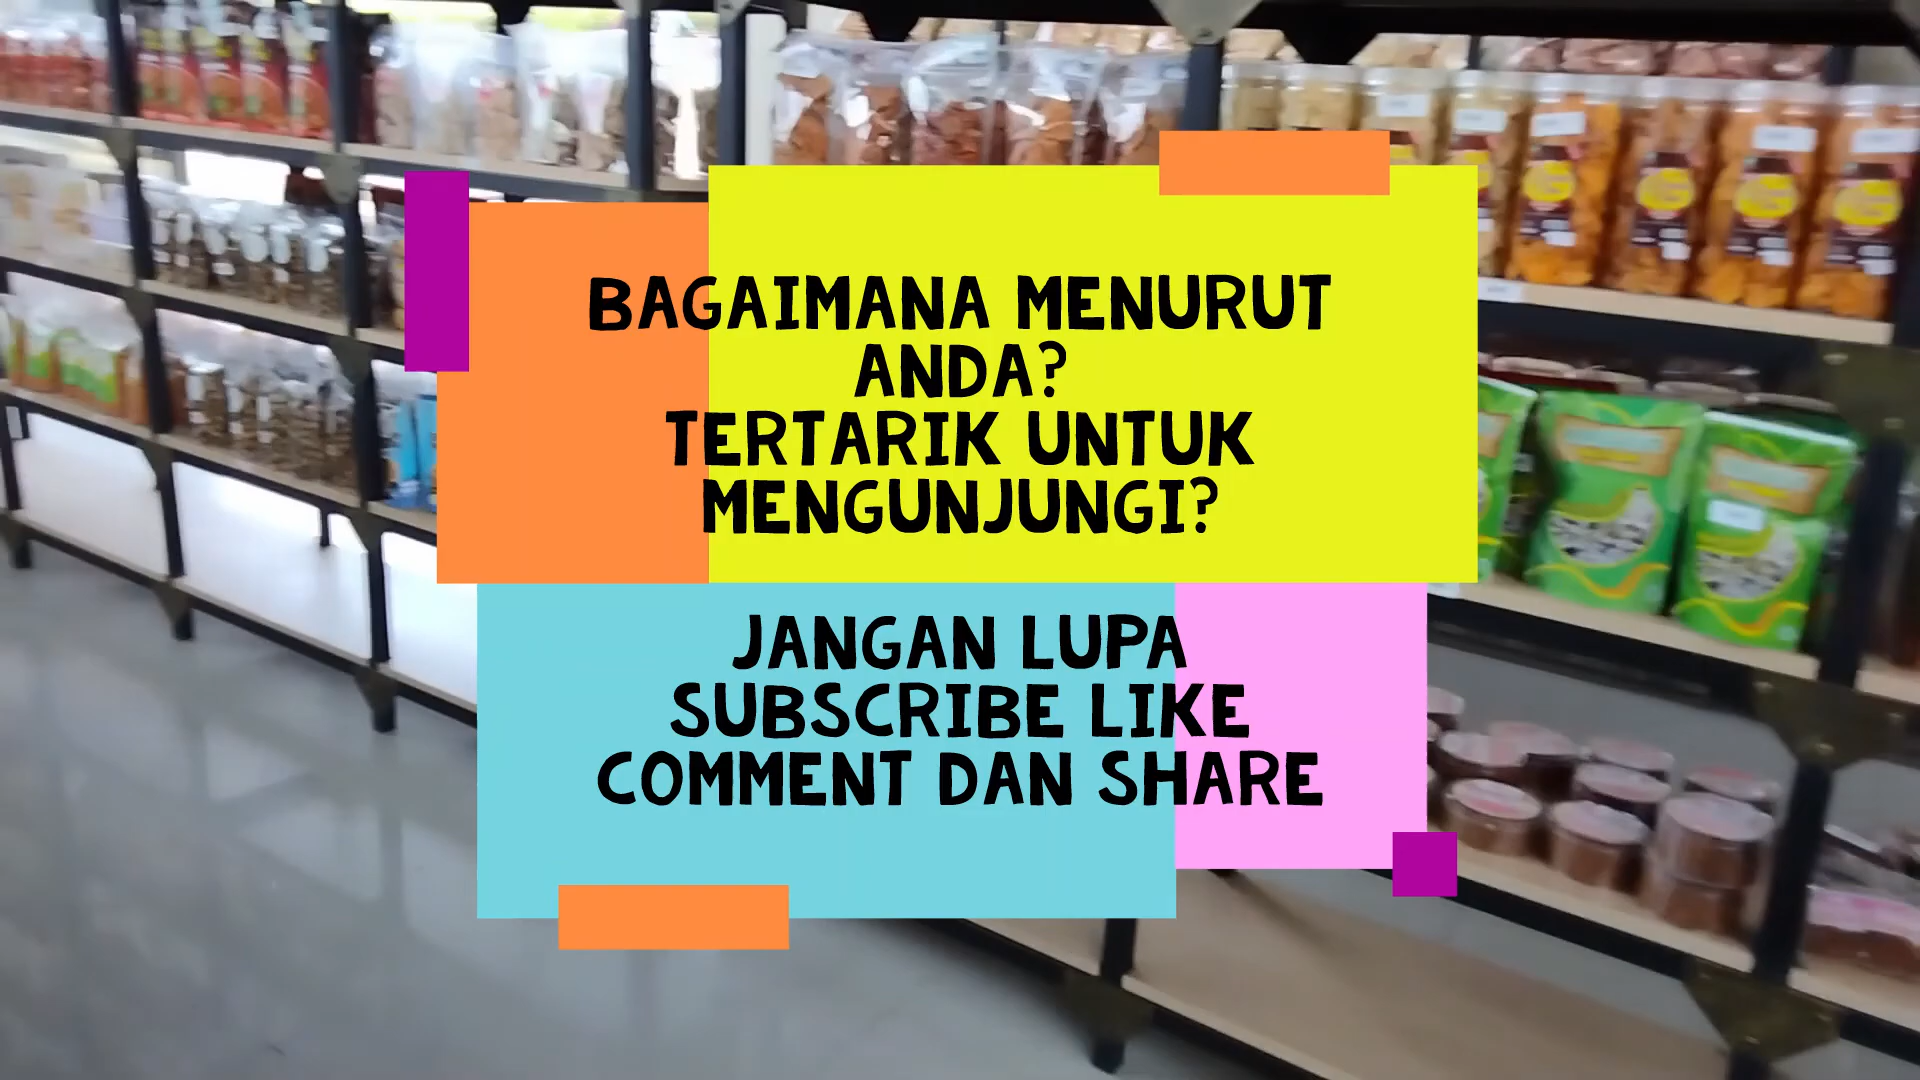 BAGAIMANA MENURUT
ANDA?
TERTARIK UNTUK
MENGUNJUNGI?
JANGAN LUPA
SUBSCRIBE LIKE
COMMENT DAN SHARE